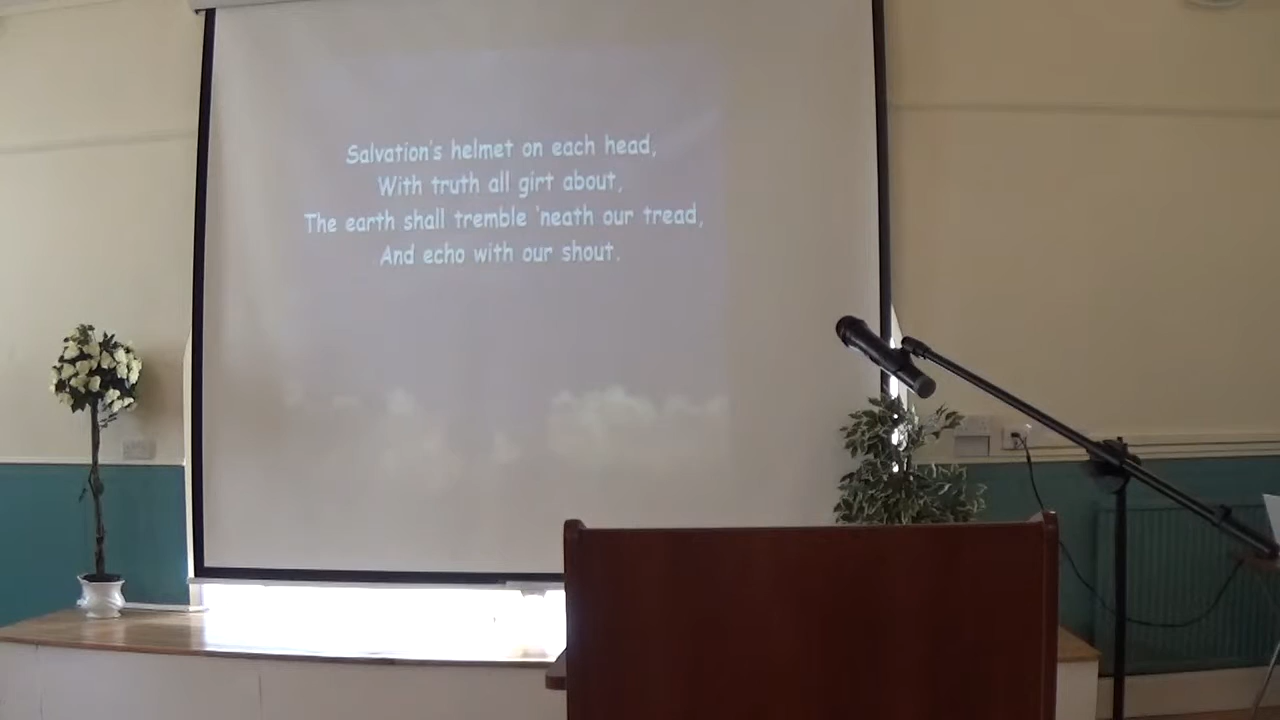 Salvation's helmet on each head,
With truth all girt about,
The earth shall tremble 'neath our tread,
And echo with our shout.